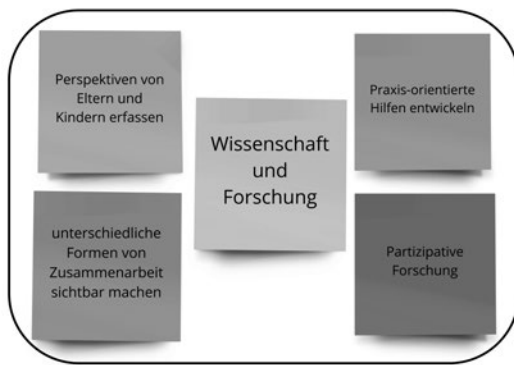 Perspektiven von
Eltern und
Kindern erfassen
unterschiedliche
Formen von
Zusammenarbeit
sichtbar machen
Wissenschaft
und
Forschung
Praxis-orientierte
Hilfen entwickeln
Partizipative
Forschung